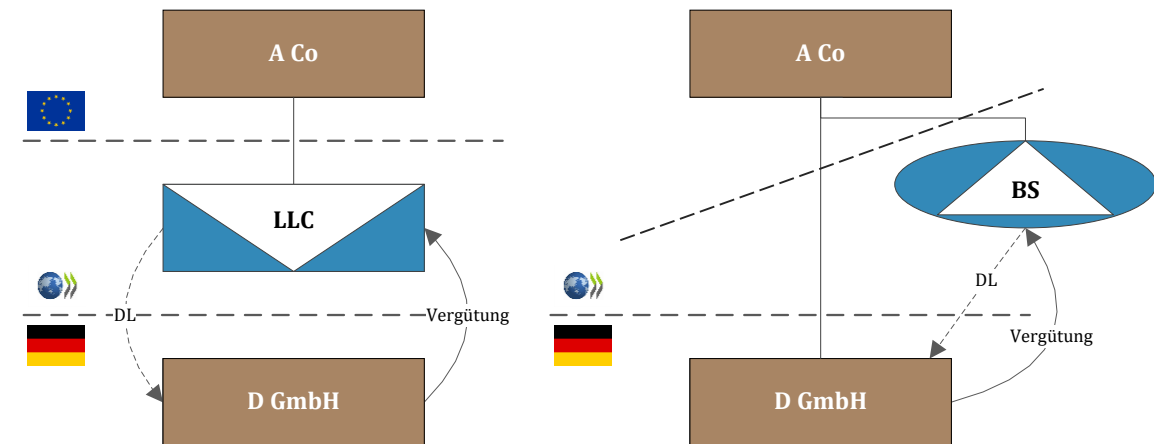 A Co
LLC
DL
Vergütung
D GmbH
A Co
BS
DL
Vergütung
D GmbH